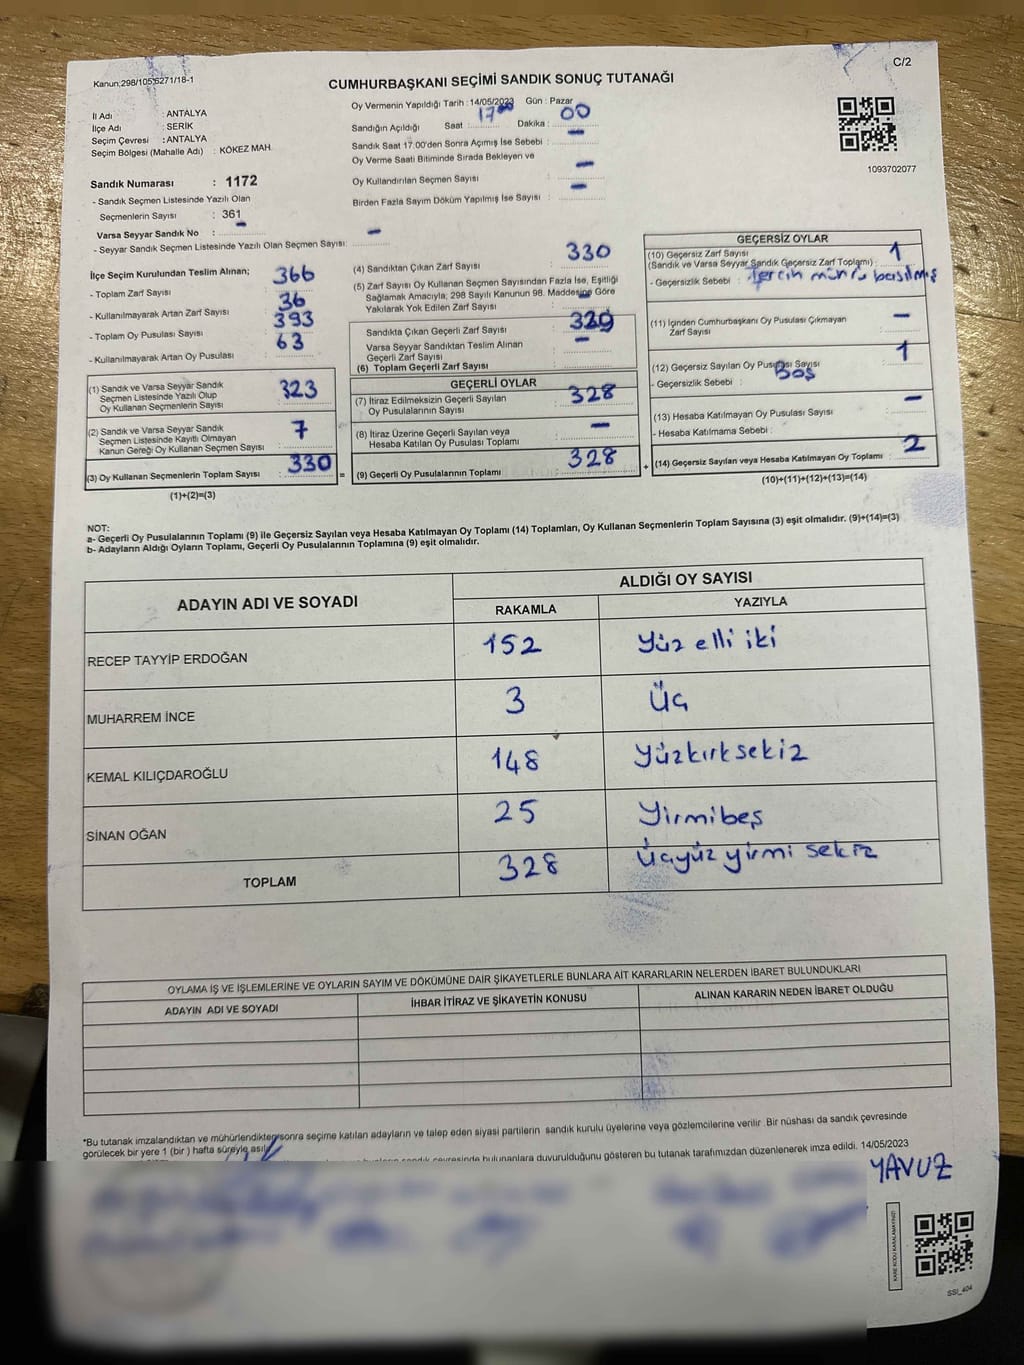 Kanun:298/105,6271/18-1
CUMHURBAŞKANI SEÇİMİ SANDIK SONUÇ TUTANAĞI
C/2
İl Adı : ANTALYA
İlçe Adı : SERİK
Seçim Çevresi : ANTALYA
Seçim Bölgesi (Mahalle Adı) : KÖKEZ MAH.
Oy Vermenin Yapıldığı Tarih : 14/05/2023 Gün : Pazar
Sandığın Açıldığı Saat : 17 00 Dakika : 00
Sandık Saat 17.00'den Sonra Açımış İse Sebebi : –
Oy Verme Saati Bitiminde Sırada Bekleyen ve
Oy Kullandırılan Seçmen Sayısı : –
Birden Fazla Sayım Döküm Yapılmış İse Sayısı : –
1093702077
Sandık Numarası : 1172
- Sandık Seçmen Listesinde Yazılı Olan
Seçmenlerin Sayısı : 361
Varsa Seyyar Sandık No : –
- Seyyar Sandık Seçmen Listesinde Yazılı Olan Seçmen Sayısı: –
İlçe Seçim Kurulundan Teslim Alınan;
- Toplam Zarf Sayısı : 366
- Kullanılmayarak Artan Zarf Sayısı : 36
- Toplam Oy Pusulası Sayısı : 393
- Kullanılmayarak Artan Oy Pusulası : 63
(1) Sandık ve Varsa Seyyar Sandık
Seçmen Listesinde Yazılı Olup
Oy Kullanan Seçmenlerin Sayısı : 323
(2) Sandık ve Varsa Seyyar Sandık
Seçmen Listesinde Kayıtlı Olmayan
Kanun Gereği Oy Kullanan Seçmen Sayısı : 7
(3) Oy Kullanan Seçmenlerin Toplam Sayısı : 330
(1)+(2)=(3)
(4) Sandıktan Çıkan Zarf Sayısı : 330
(5) Zarf Sayısı Oy Kullanan Seçmen Sayısından Fazla İse, Eşitliği
Sağlamak Amacıyla, 298 Sayılı Kanunun 98. Maddesine Göre
Yakılarak Yok Edilen Zarf Sayısı : –
Sandıkta Çıkan Geçerli Zarf Sayısı : 329
Varsa Seyyar Sandıktan Teslim Alınan
Geçerli Zarf Sayısı : –
(6) Toplam Geçerli Zarf Sayısı :
GEÇERLİ OYLAR
(7) İtiraz Edilmeksizin Geçerli Sayılan
Oy Pusulalarının Sayısı : 328
(8) İtiraz Üzerine Geçerli Sayılan veya
Hesaba Katılan Oy Pusulası Toplamı : –
= (9) Geçerli Oy Pusulalarının Toplamı : 328
GEÇERSİZ OYLAR
(10) Geçersiz Zarf Sayısı
(Sandık ve Varsa Seyyar Sandık Geçersiz Zarf Toplamı) : 1
- Geçersizlik Sebebi : Tercih mührü basılmış
(11) İçinden Cumhurbaşkanı Oy Pusulası Çıkmayan
Zarf Sayısı : –
(12) Geçersiz Sayılan Oy Pusulası Sayısı : 1
- Geçersizlik Sebebi : Boş
(13) Hesaba Katılmayan Oy Pusulası Sayısı : –
- Hesaba Katılmama Sebebi :
+ (14) Geçersiz Sayılan veya Hesaba Katılmayan Oy Toplamı : 2
(10)+(11)+(12)+(13)=(14)
NOT:
a- Geçerli Oy Pusulalarının Toplamı (9) ile Geçersiz Sayılan veya Hesaba Katılmayan Oy Toplamı (14) Toplamları, Oy Kullanan Seçmenlerin Toplam Sayısına (3) eşit olmalıdır. (9)+(14)=(3)
b- Adayların Aldığı Oyların Toplamı, Geçerli Oy Pusulalarının Toplamına (9) eşit olmalıdır.
ADAYIN ADI VE SOYADI
ALDIĞI OY SAYISI
RAKAMLA YAZIYLA
RECEP TAYYİP ERDOĞAN 152 Yüz elli iki
MUHARREM İNCE 3 Üç
KEMAL KILIÇDAROĞLU 148 Yüzkırksekiz
SİNAN OĞAN 25 Yirmibeş
TOPLAM 328 Üçyüz yirmi sekiz
OYLAMA İŞ VE İŞLEMLERİNE VE OYLARIN SAYIM VE DÖKÜMÜNE DAİR ŞİKAYETLERLE BUNLARA AİT KARARLARIN NELERDEN İBARET BULUNDUKLARI
ADAYIN ADI VE SOYADI İHBAR İTİRAZ VE ŞİKAYETİN KONUSU ALINAN KARARIN NEDEN İBARET OLDUĞU
*Bu tutanak imzalandıktan ve mühürlendikten sonra seçime katılan adayların ve talep eden siyasi partilerin sandık kurulu üyelerine veya gözlemcilerine verilir. Bir nüshası da sandık çevresinde
görülecek bir yere 1 (bir) hafta süreyle asılır
sandık çevresinde bulunanlara duyurulduğunu gösteren bu tutanak tarafımızdan düzenlenerek imza edildi. 14/05/2023
YAVUZ
KARE KODU KARALAMAYINIZ!
SSI_404